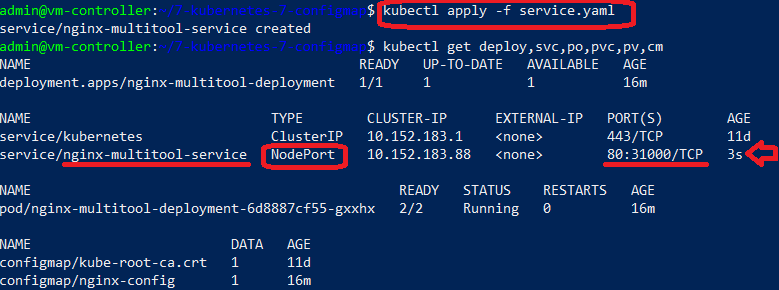 admin@vm-controller:~// kubernetes / configmap$ kubectl apply -f service.yaml
service/nginx-multitool-service created
admin@vm-controller:~// kubernetes / configmap$ kubectl get deploy,svc,po,pvc,pv,cm
NAME READY UP-TO-DATE AVAILABLE AGE
deployment.apps/nginx-multitool-deployment 1/1 1 1 16m
NAME TYPE CLUSTER-IP EXTERNAL-IP PORT(S) AGE
service/kubernetes ClusterIP 10.152.183.1 <none> 443/TCP 11d
service/nginx-multitool-service NodePort 10.152.183.88 <none> 80:31000/TCP 3s
NAME READY STATUS RESTARTS AGE
pod/nginx-multitool-deployment-6d8887cf55-gxxhx 2/2 Running 0 16m
NAME DATA AGE
configmap/kube-root-ca.crt 1 11d
configmap/nginx-config 1 16m